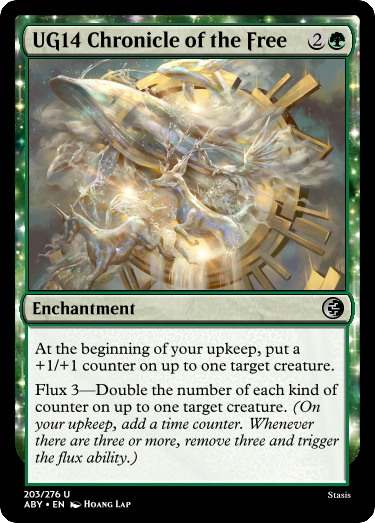 UG14 Chronicle of the Free 2
Enchantment
At the beginning of your upkeep, put a
+1/+1 counter on up to one target creature.
Flux 3—Double the number of each kind of
counter on up to one target creature. (On
your upkeep, add a time counter. Whenever
there are three or more, remove three and trigger
the flux ability.)
203/276 U
ABY • EN Hoang Lap
Stasis